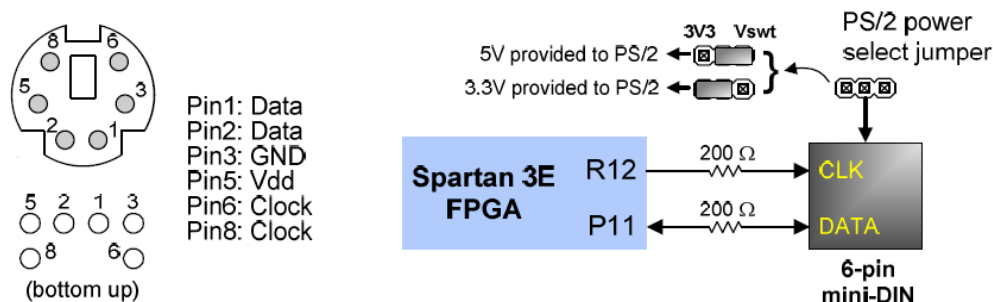 8 6
5 3
2 1
5 2 1 3
8 6
(bottom up)
Pin1: Data
Pin2: Data
Pin3: GND
Pin5: Vdd
Pin6: Clock
Pin8: Clock
3V3 Vswt
5V provided to PS/2
3.3V provided to PS/2
PS/2 power
select jumper
Spartan 3E
FPGA
R12
P11
200 Ω
200 Ω
CLK
DATA
6-pin
mini-DIN